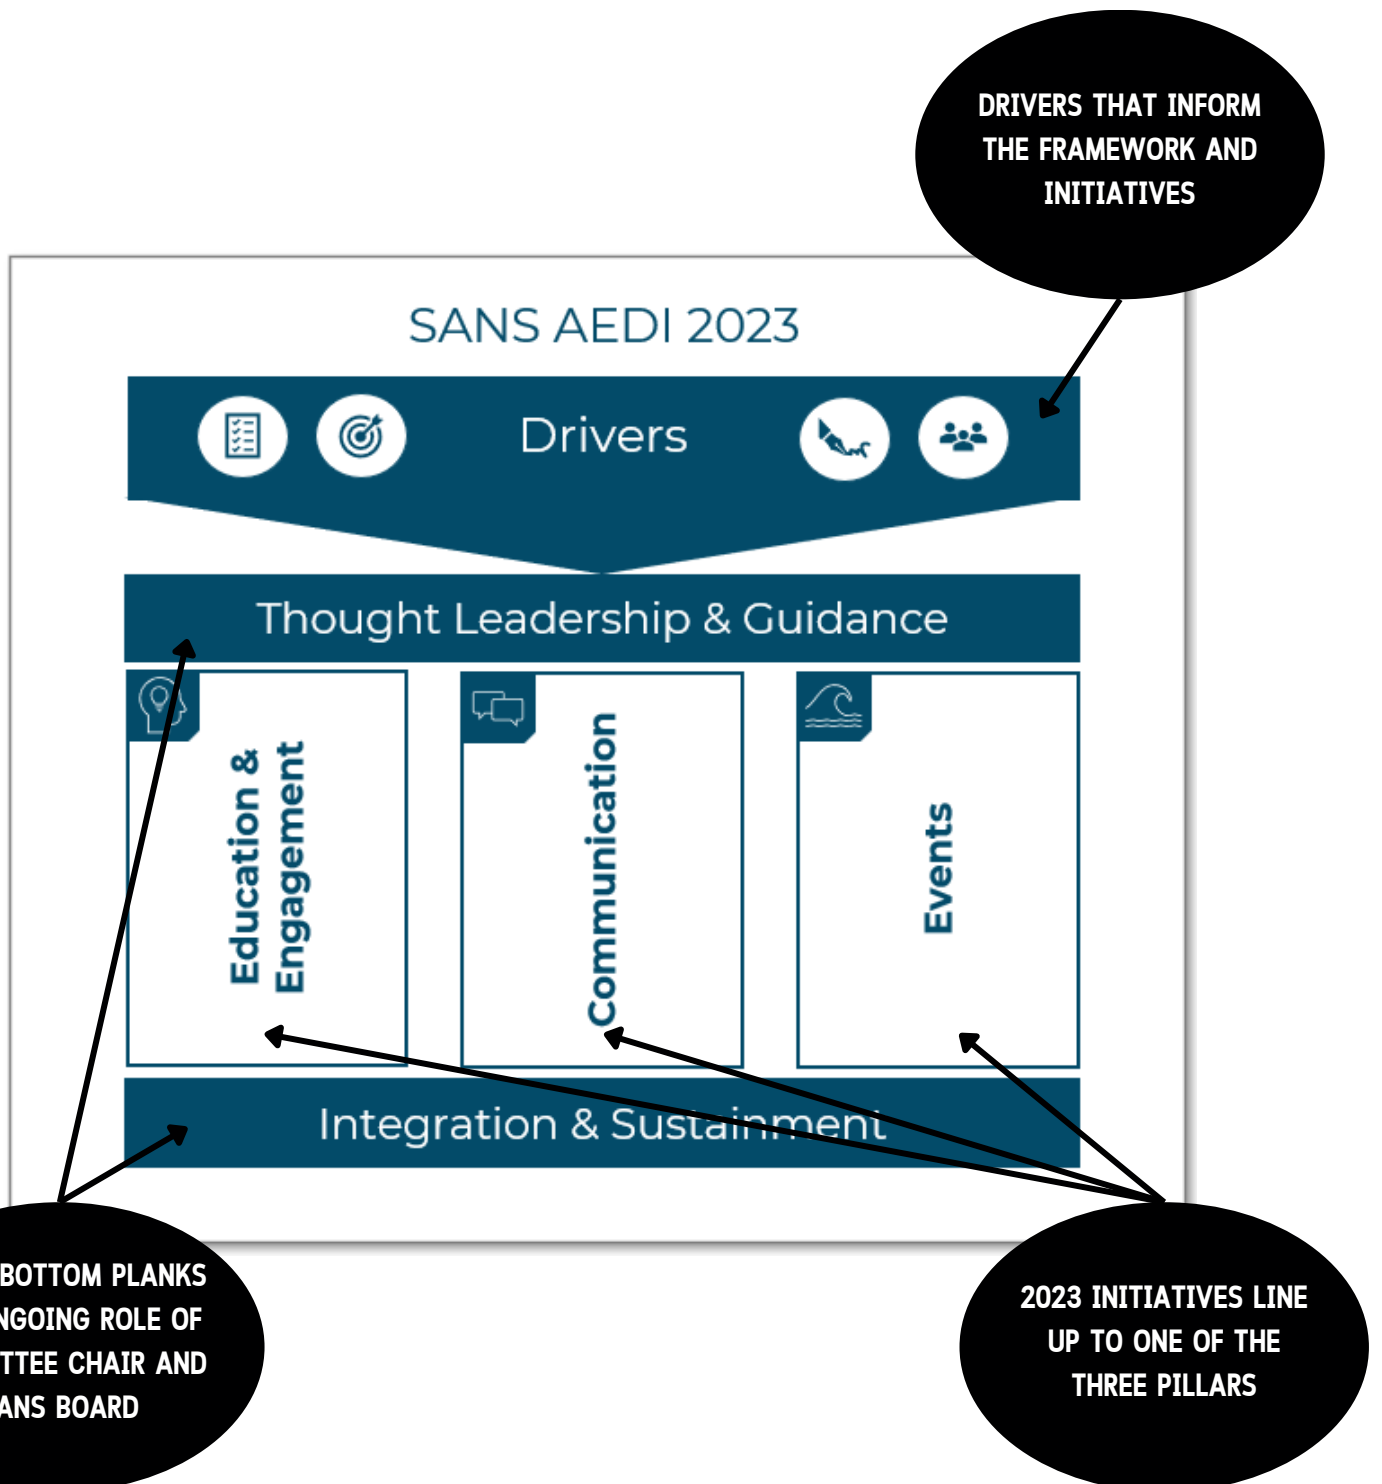 DRIVERS THAT INFORM
THE FRAMEWORK AND
INITIATIVES
SANS AEDI 2023
Drivers
Thought Leadership & Guidance
Education &
Engagement
Communication
Events
Integration & Sustainment
BOTTOM PLANKS
NGOING ROLE OF
TTEE CHAIR AND
ANS BOARD
2023 INITIATIVES LINE
UP TO ONE OF THE
THREE PILLARS